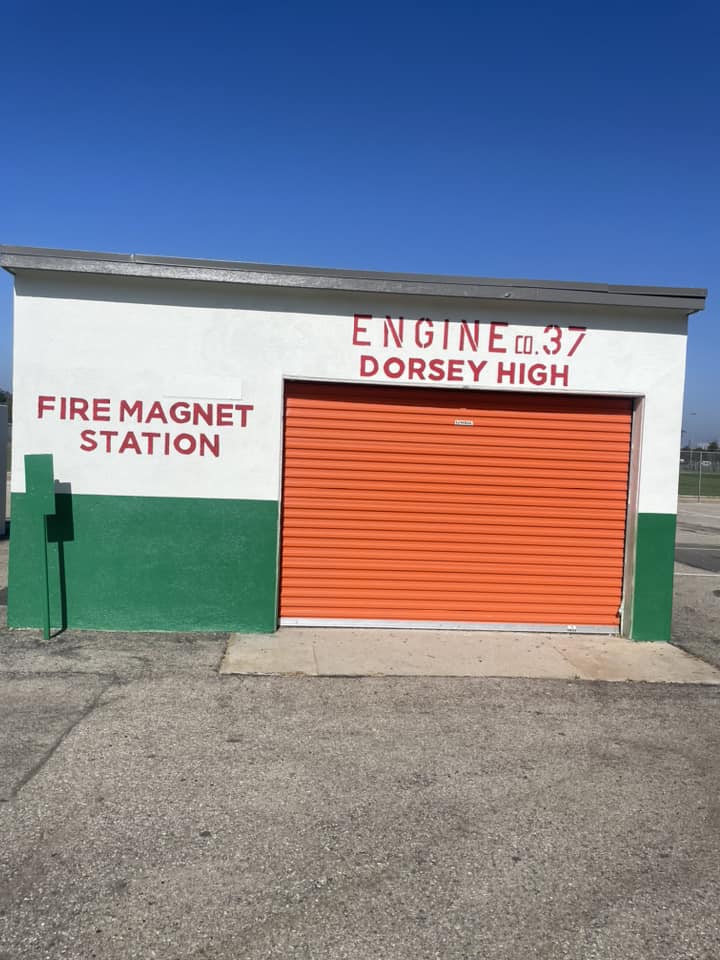 ENGINE CO. 37
DORSEY HIGH
FIRE MAGNET
STATION